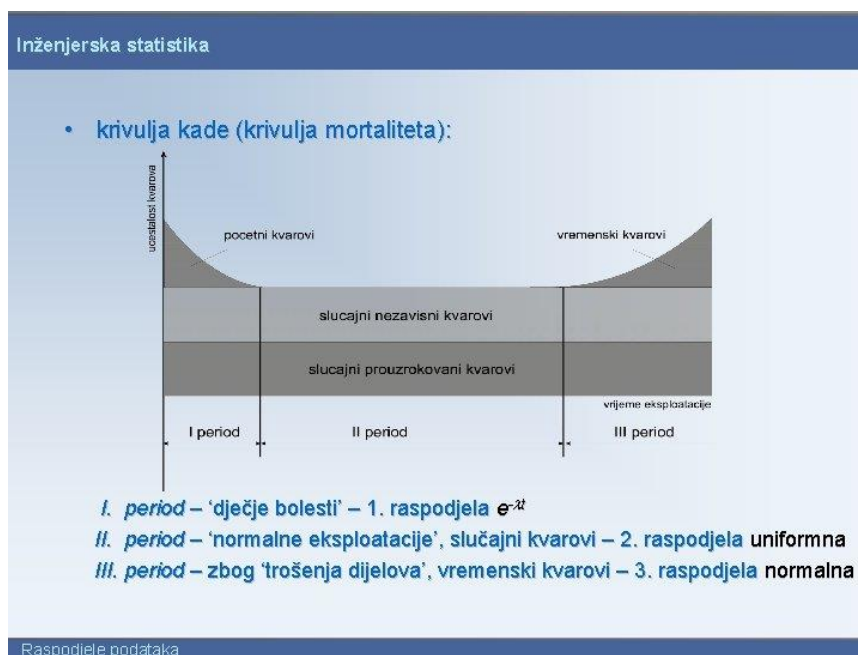 Inženjerska statistika
• krivulja kade (krivulja mortaliteta):
ucestalost kvarova
pocetni kvarovi
vremenski kvarovi
slucajni nezavisni kvarovi
slucajni prouzrokovani kvarovi
vrijeme eksploatacije
I period
II period
III period
I. period – ‘dječje bolesti’ – 1. raspodjela e-λt
II. period – ‘normalne eksploatacije’, slučajni kvarovi – 2. raspodjela uniformna
III. period – zbog ‘trošenja dijelova’, vremenski kvarovi – 3. raspodjela normalna
Raspodjele podataka